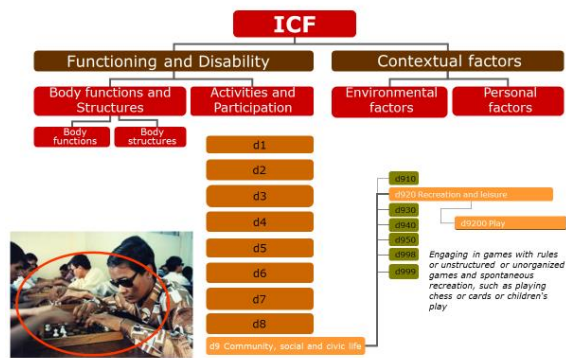 ICF
Functioning and Disability
Contextual factors
Body functions and
Structures
Activities and
Participation
Environmental
factors
Personal
factors
Body
functions
Body
structures
d1
d2
d3
d4
d5
d6
d7
d8
d9 Community, social and civic life
d910
d920 Recreation and leisure
d9200 Play
d930
d940
d950
d998
d999
Engaging in games with rules
or unstructured or unorganized
games and spontaneous
recreation, such as playing
chess or cards or children's
play